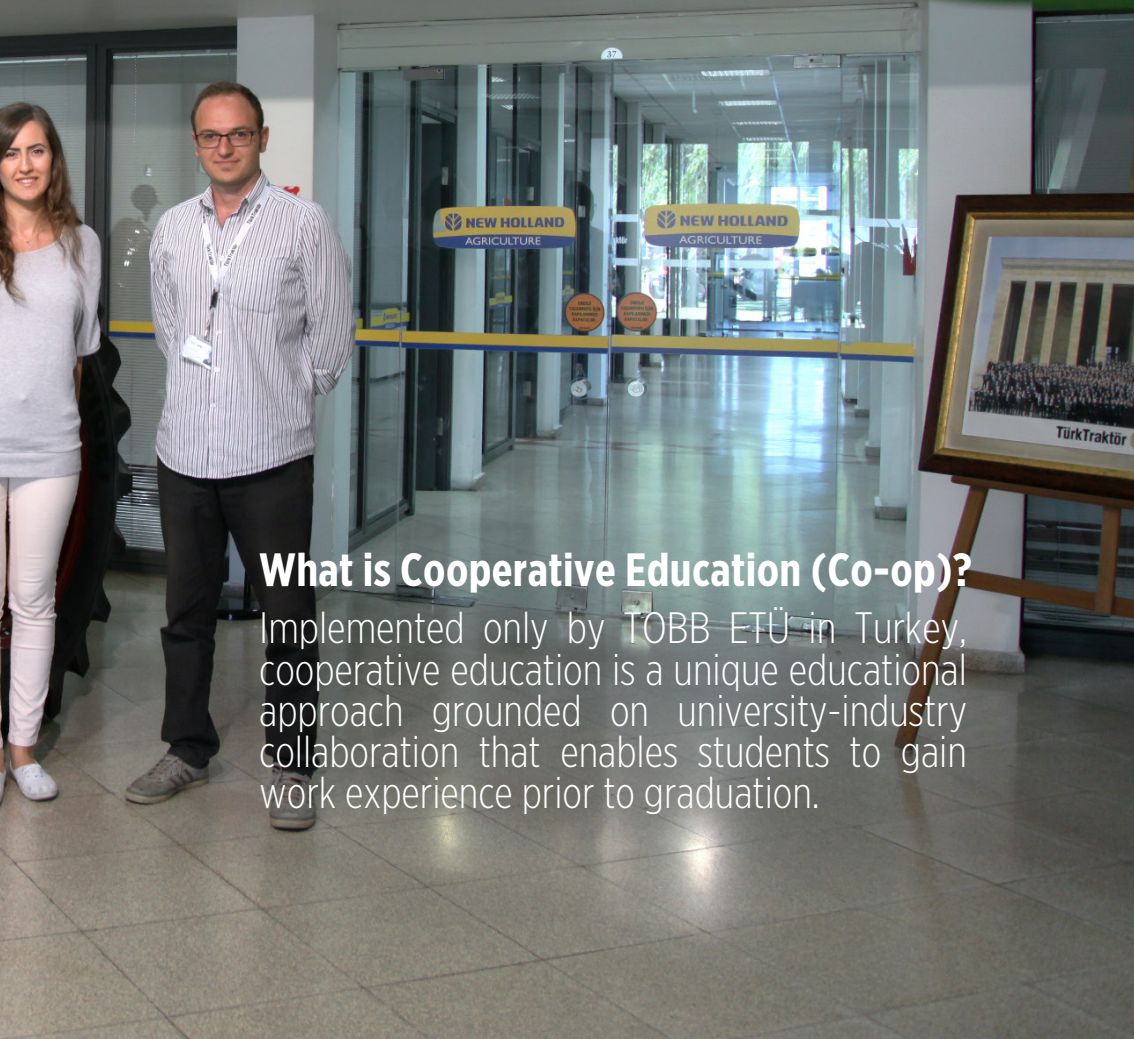 37
NEW HOLLAND
AGRICULTURE
NEW HOLLAND
AGRICULTURE
TürkTraktör
What is Cooperative Education (Co-op)?
Implemented only by TOBB ETÜ in Turkey,
cooperative education is a unique educational
approach grounded on university-industry
collaboration that enables students to gain
work experience prior to graduation.